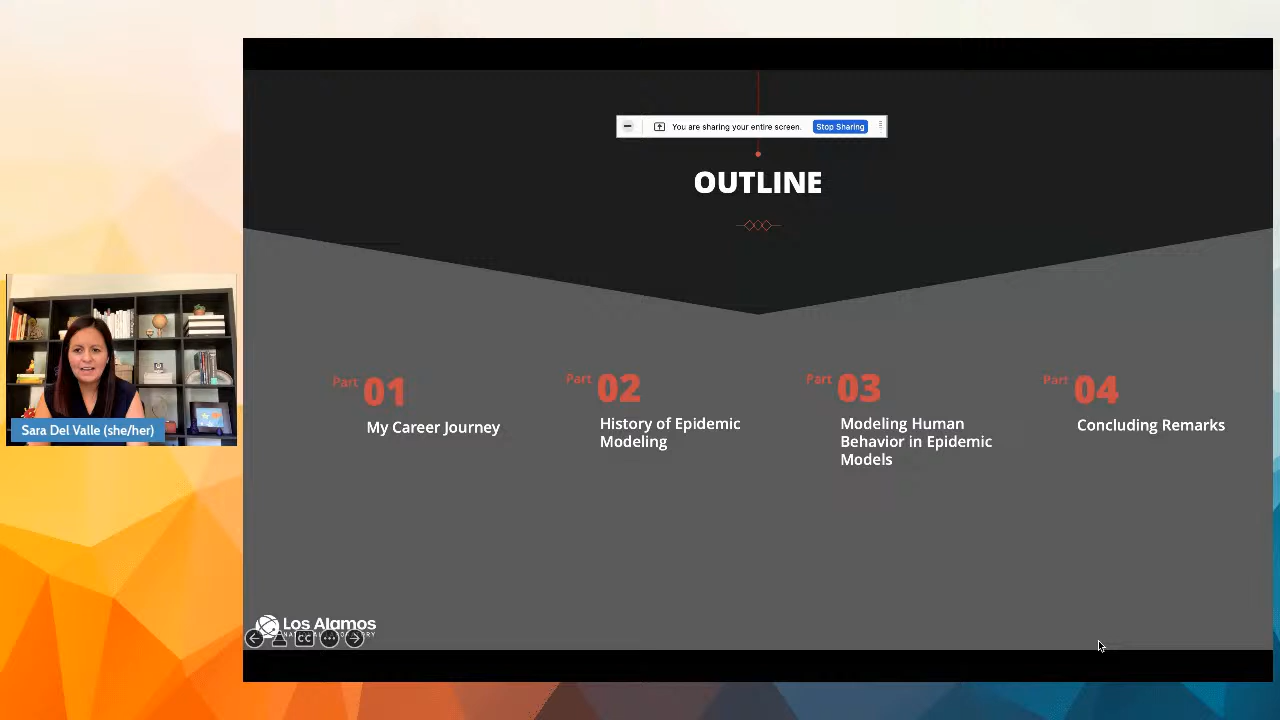 You are sharing your entire screen.
Stop Sharing
OUTLINE
Part 01
My Career Journey
Part 02
History of Epidemic
Modeling
Part 03
Modeling Human
Behavior in Epidemic
Models
Part 04
Concluding Remarks
Sara Del Valle (she/her)
Los Alamos
CC